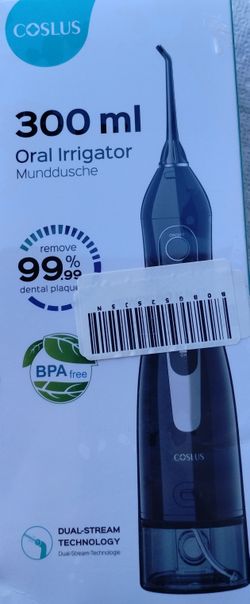 COSLUS
300 ml
Oral Irrigator
Munddusche
remove
99.99%
dental plaque
BPA free
COSLUS
DUAL-STREAM
TECHNOLOGY
Dual-Stream-Technologie